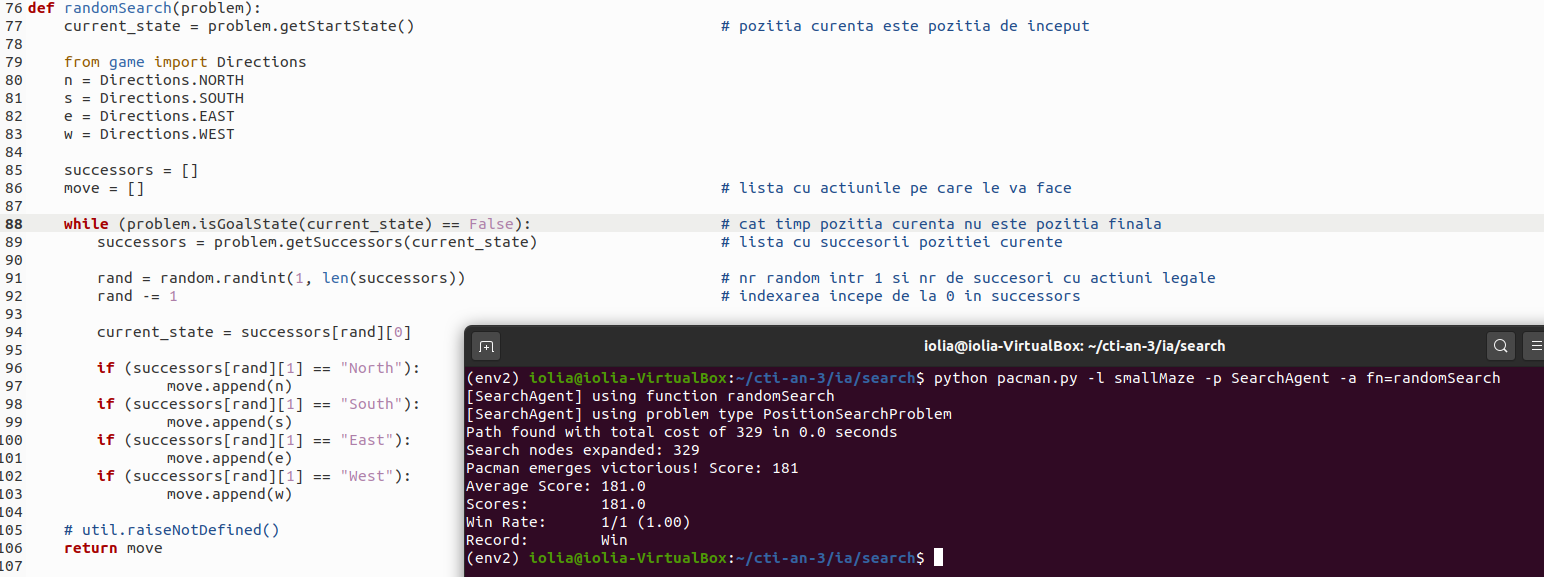 76 def randomSearch(problem):
77     current_state = problem.getStartState()                                  # pozitia curenta este pozitia de inceput
78
79     from game import Directions
80     n = Directions.NORTH
81     s = Directions.SOUTH
82     e = Directions.EAST
83     w = Directions.WEST
84
85     successors = []
86     move = []                                                                # lista cu actiunile pe care le va face
87
88     while (problem.isGoalState(current_state) == False):                     # cat timp pozitia curenta nu este pozitia finala
89         successors = problem.getSuccessors(current_state)                    # lista cu succesorii pozitiei curente
90
91         rand = random.randint(1, len(successors))                            # nr random intr 1 si nr de succesori cu actiuni legale
92         rand -= 1                                                            # indexarea incepe de la 0 in successors
93
94         current_state = successors[rand][0]
95
96         if (successors[rand][1] == "North"):
97                 move.append(n)
98         if (successors[rand][1] == "South"):
99                 move.append(s)
100         if (successors[rand][1] == "East"):
101                 move.append(e)
102         if (successors[rand][1] == "West"):
103                 move.append(w)
104
105     # util.raiseNotDefined()
106     return move
107
iolia@iolia-VirtualBox: ~/cti-an-3/ia/search
(env2) iolia@iolia-VirtualBox:~/cti-an-3/ia/search$ python pacman.py -l smallMaze -p SearchAgent -a fn=randomSearch
[SearchAgent] using function randomSearch
[SearchAgent] using problem type PositionSearchProblem
Path found with total cost of 329 in 0.0 seconds
Search nodes expanded: 329
Pacman emerges victorious! Score: 181
Average Score: 181.0
Scores:        181.0
Win Rate:      1/1 (1.00)
Record:        Win
(env2) iolia@iolia-VirtualBox:~/cti-an-3/ia/search$